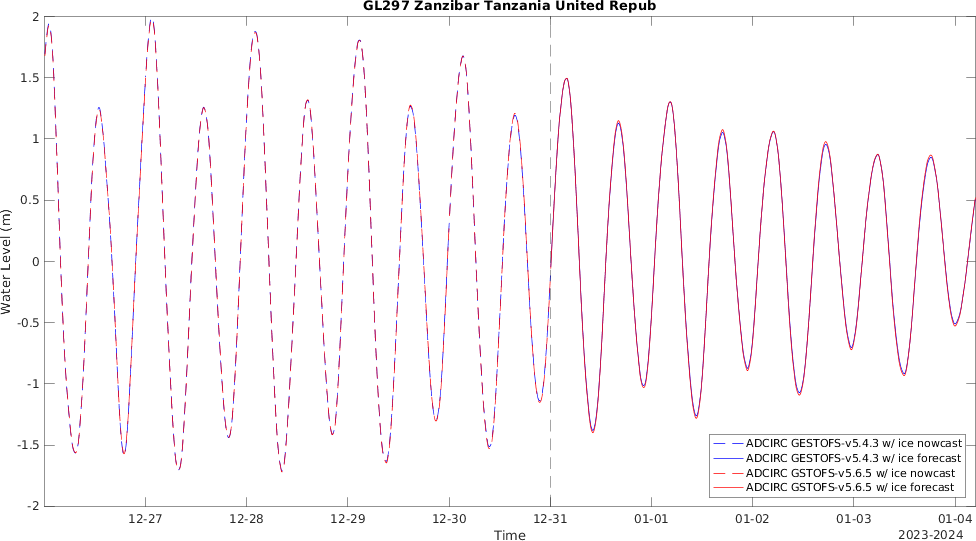 GL297 Zanzibar Tanzania United Repub
2
1.5
1
0.5
0
-0.5
-1
-1.5
-2
Water Level (m)
ADCIRC GESTOFS-v5.4.3 w/ ice nowcast
ADCIRC GESTOFS-v5.4.3 w/ ice forecast
ADCIRC GSTOFS-v5.6.5 w/ ice nowcast
ADCIRC GSTOFS-v5.6.5 w/ ice forecast
12-27 12-28 12-29 12-30 12-31 01-01 01-02 01-03 01-04
Time
2023-2024